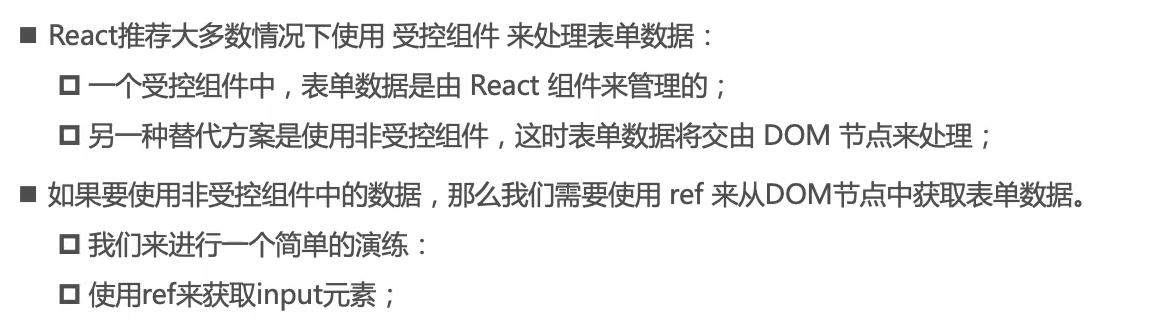 React推荐大多数情况下使用 受控组件 来处理表单数据：
一个受控组件中，表单数据是由 React 组件来管理的；
另一种替代方案是使用非受控组件，这时表单数据将交由 DOM 节点来处理；
如果要使用非受控组件中的数据，那么我们需要使用 ref 来从DOM节点中获取表单数据。
我们来进行一个简单的演练：
使用ref来获取input元素；